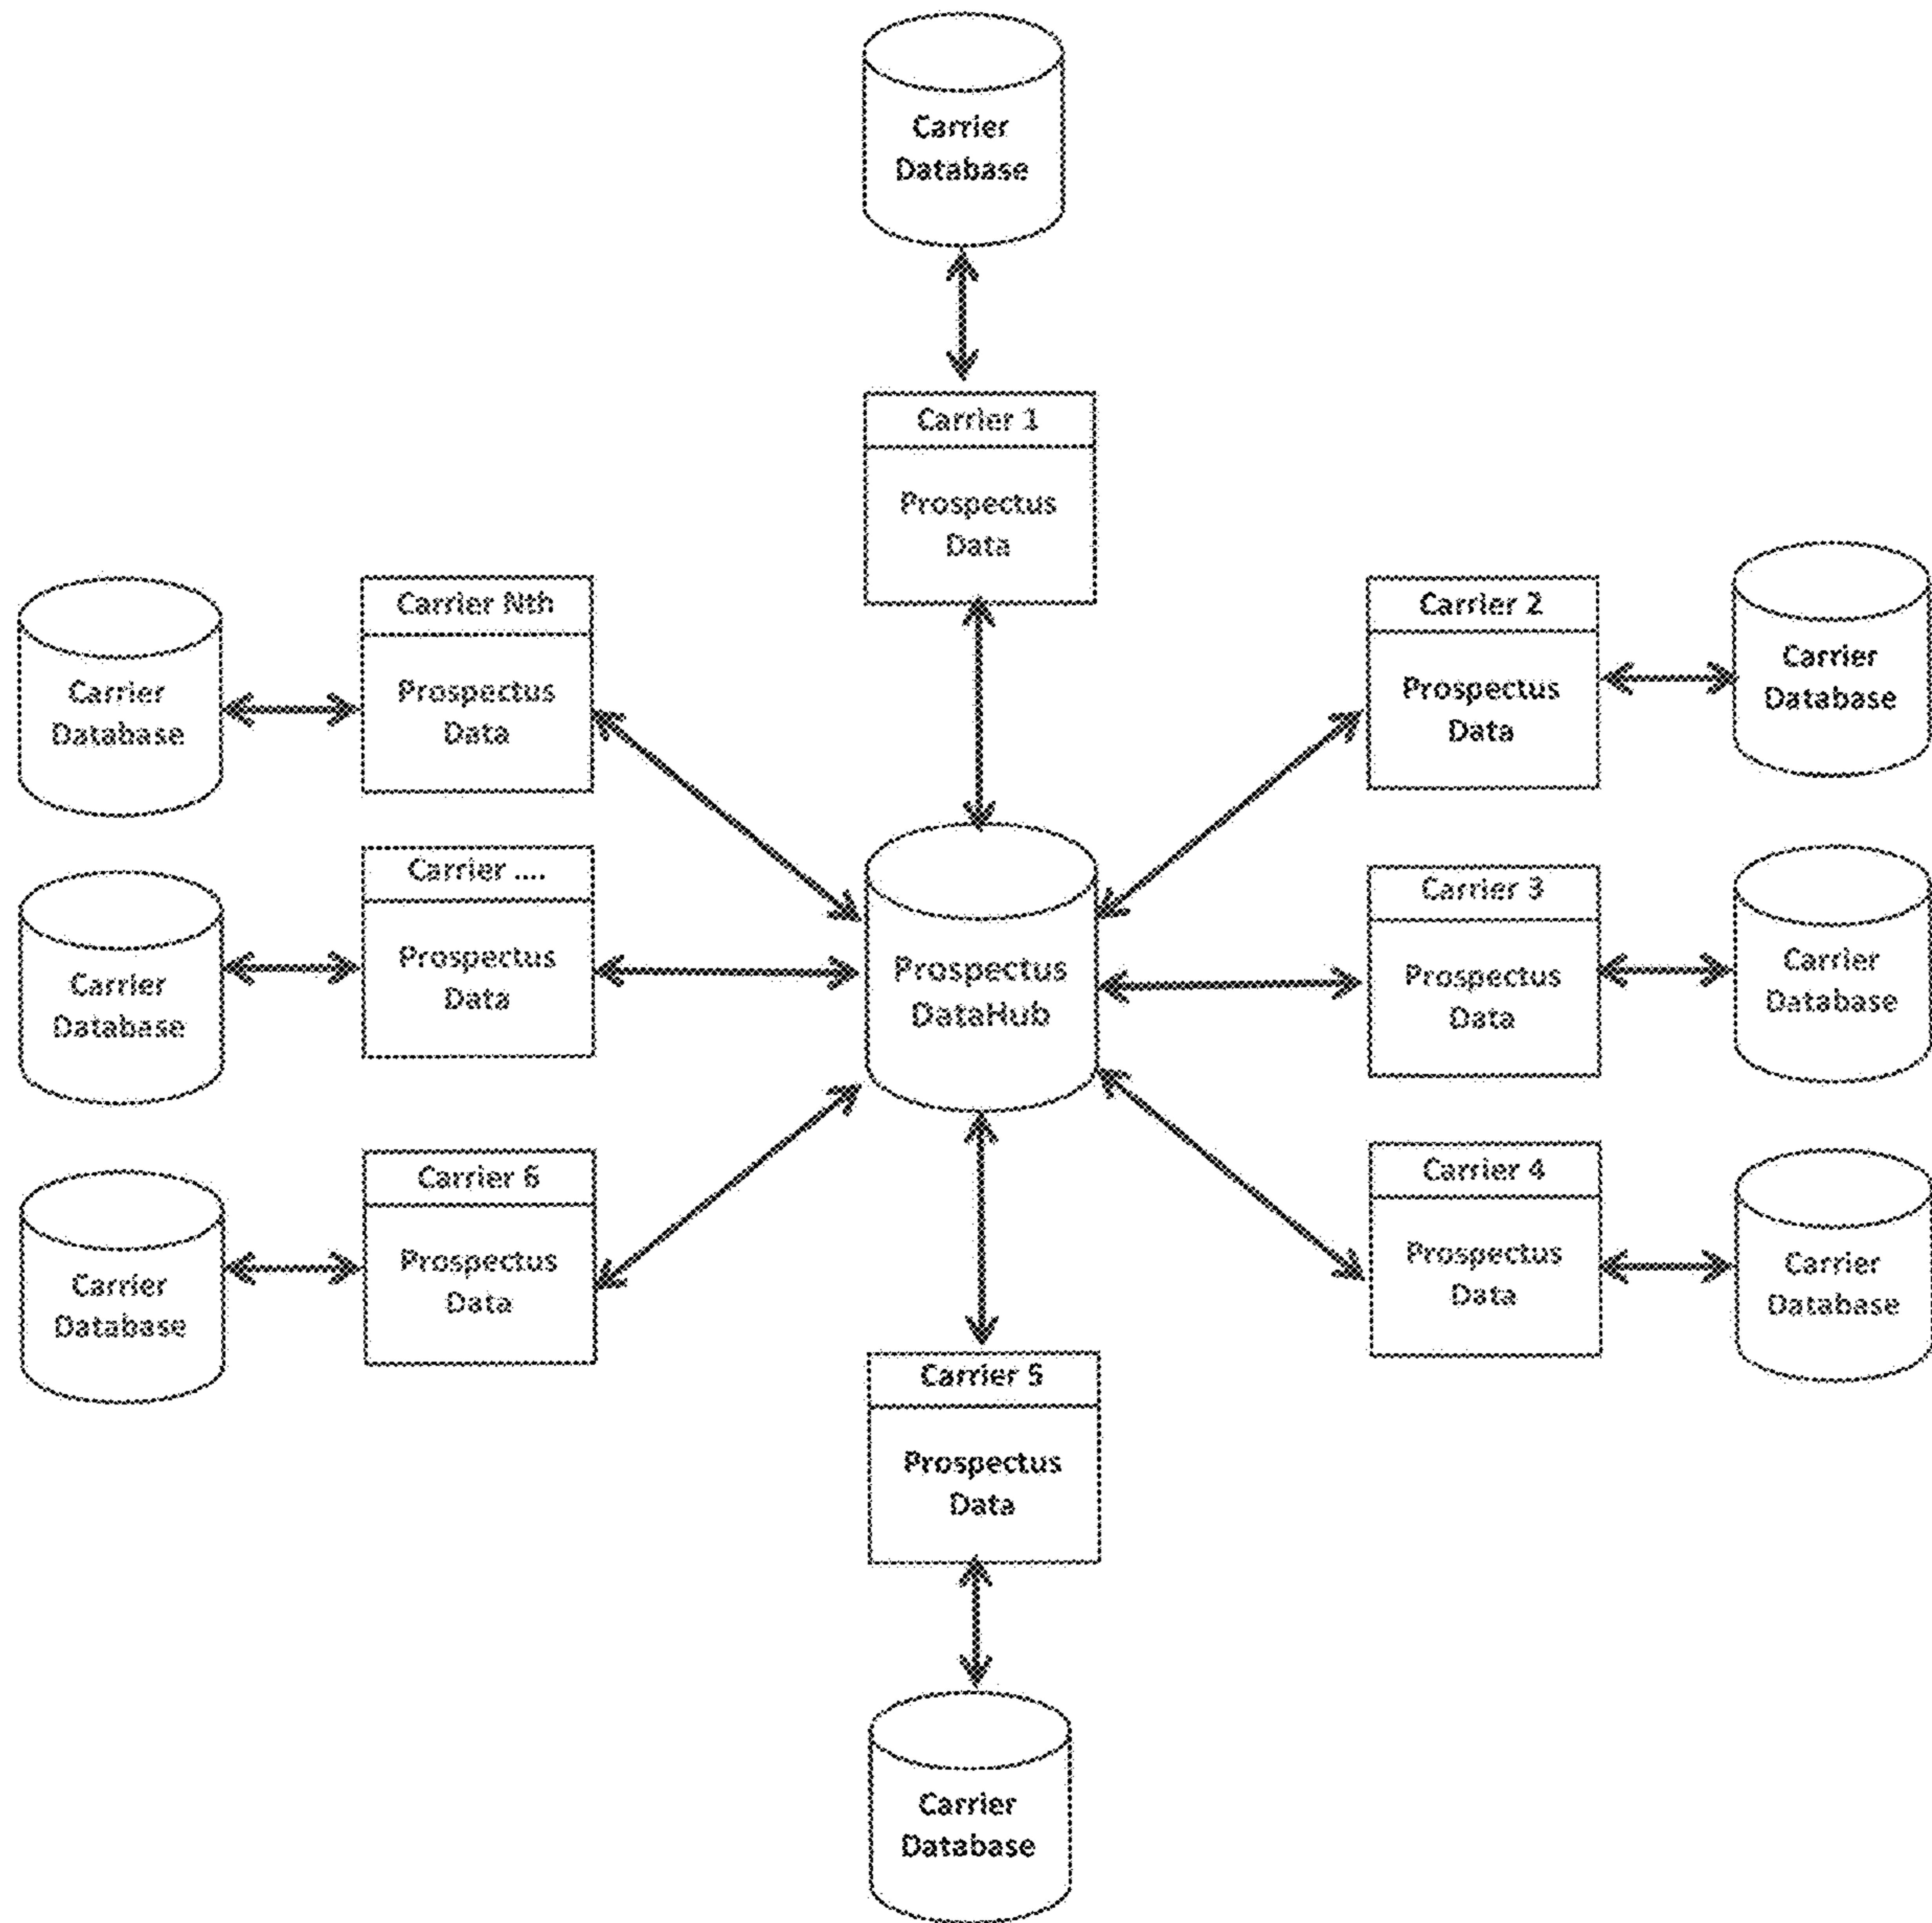 Carrier
Database
Carrier 1
Prospectus
Data
Carrier Nth
Prospectus
Data
Carrier
Database
Carrier 2
Prospectus
Data
Carrier
Database
Carrier ....
Prospectus
Data
Carrier
Database
Prospectus
DataHub
Carrier 3
Prospectus
Data
Carrier
Database
Carrier 6
Prospectus
Data
Carrier
Database
Carrier 4
Prospectus
Data
Carrier
Database
Carrier 5
Prospectus
Data
Carrier
Database